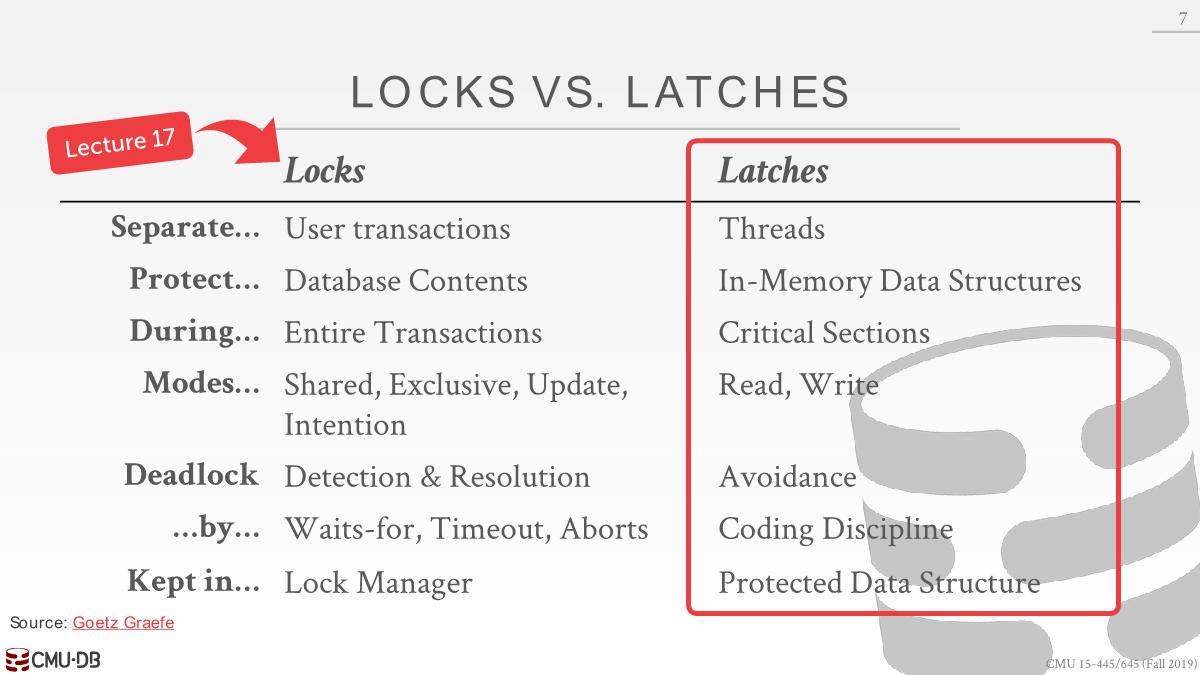 7
LOCKS VS. LATCHES
Lecture 17
Locks Latches
Separate... User transactions Threads
Protect... Database Contents In-Memory Data Structures
During... Entire Transactions Critical Sections
Modes... Shared, Exclusive, Update, Read, Write
Intention
Deadlock Detection & Resolution Avoidance
...by... Waits-for, Timeout, Aborts Coding Discipline
Kept in... Lock Manager Protected Data Structure
Source: Goetz Graefe
CMU·DB
CMU 15-445/645 (Fall 2019)